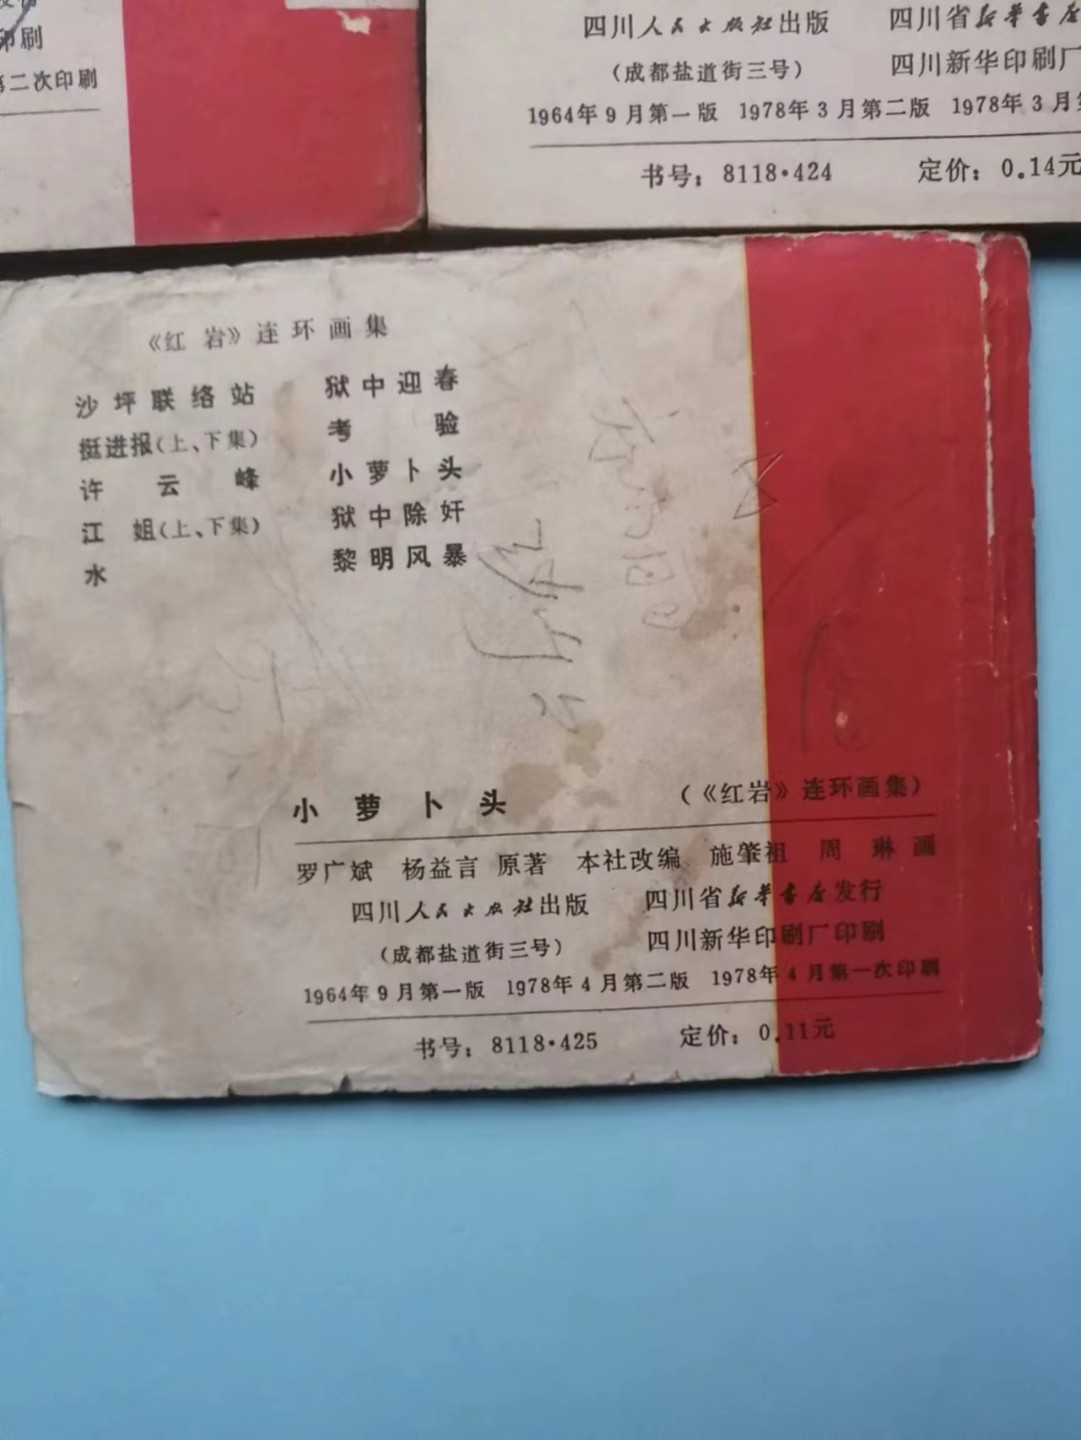 印刷
第二次印刷
四川人民出版社出版 四川省新华书店
(成都盐道街三号) 四川新华印刷厂
1964年9月第一版 1978年3月第二版 1978年3月
书号：8118·424 定价：0.14元
《红岩》连环画集
沙坪联络站 狱中迎春
挺进报(上、下集) 考验
许云峰 小萝卜头
江姐(上、下集) 狱中除奸
水 黎明风暴
小萝卜头 (《红岩》连环画集)
罗广斌 杨益言 原著 本社改编 施肇祖 周琳 画
四川人民出版社出版 四川省新华书店发行
(成都盐道街三号) 四川新华印刷厂印刷
1964年9月第一版 1978年4月第二版 1978年4月第一次印刷
书号：8118·425 定价：0.11元